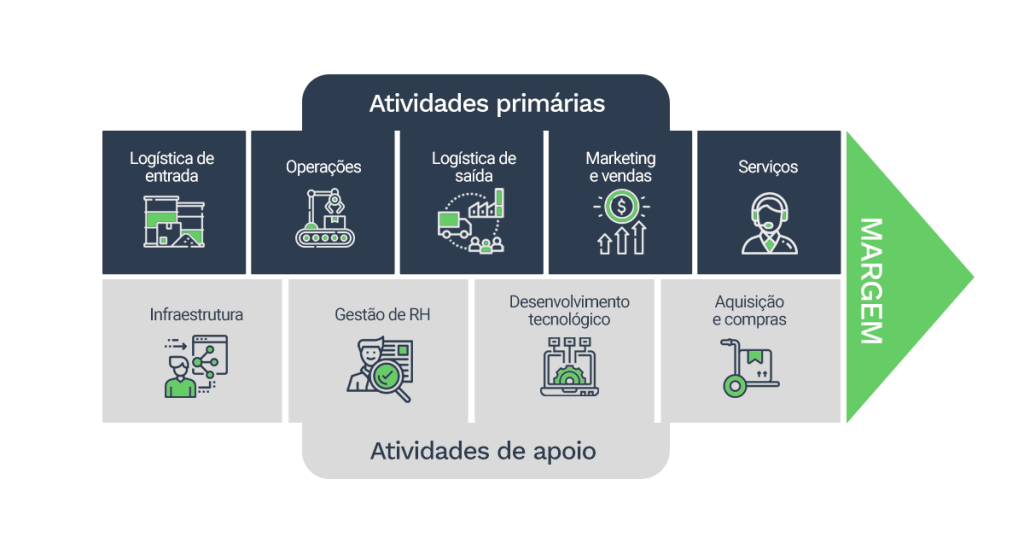 Atividades primárias
Logística de
entrada
Operações
Logística de
saída
Marketing
e vendas
$
Serviços
MARGEM
Infraestrutura
Gestão de RH
Desenvolvimento
tecnológico
Aquisição
e compras
Atividades de apoio